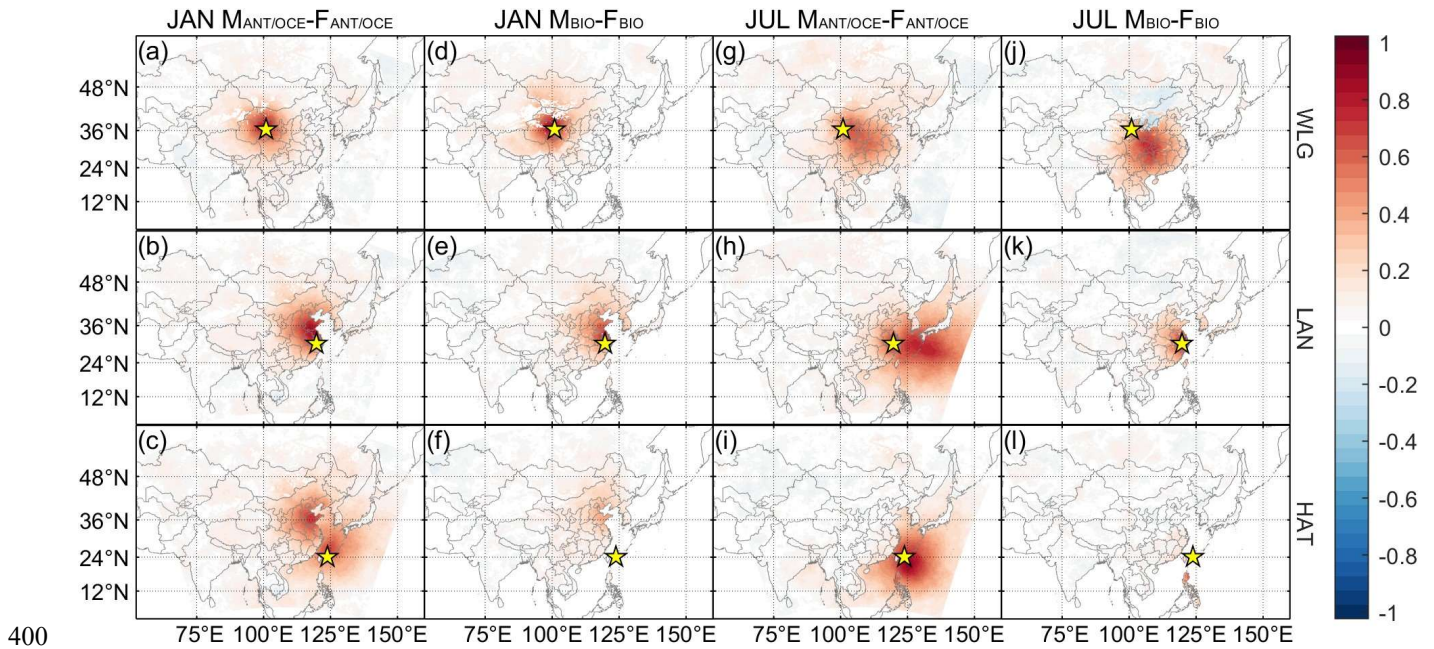 JAN MANT/OCE-FANT/OCE JAN MBIO-FBIO JUL MANT/OCE-FANT/OCE JUL MBIO-FBIO
(a) (d) (g) (j) 1
48°N 0.8
36°N WLG 0.6
24°N
12°N 0.4
(b) (e) (h) (k) 0.2
48°N
36°N LAN 0
24°N -0.2
12°N
(c) (f) (i) (l) -0.4
48°N -0.6
36°N HAT
24°N -0.8
12°N -1
400 75°E 100°E 125°E 150°E 75°E 100°E 125°E 150°E 75°E 100°E 125°E 150°E 75°E 100°E 125°E 150°E